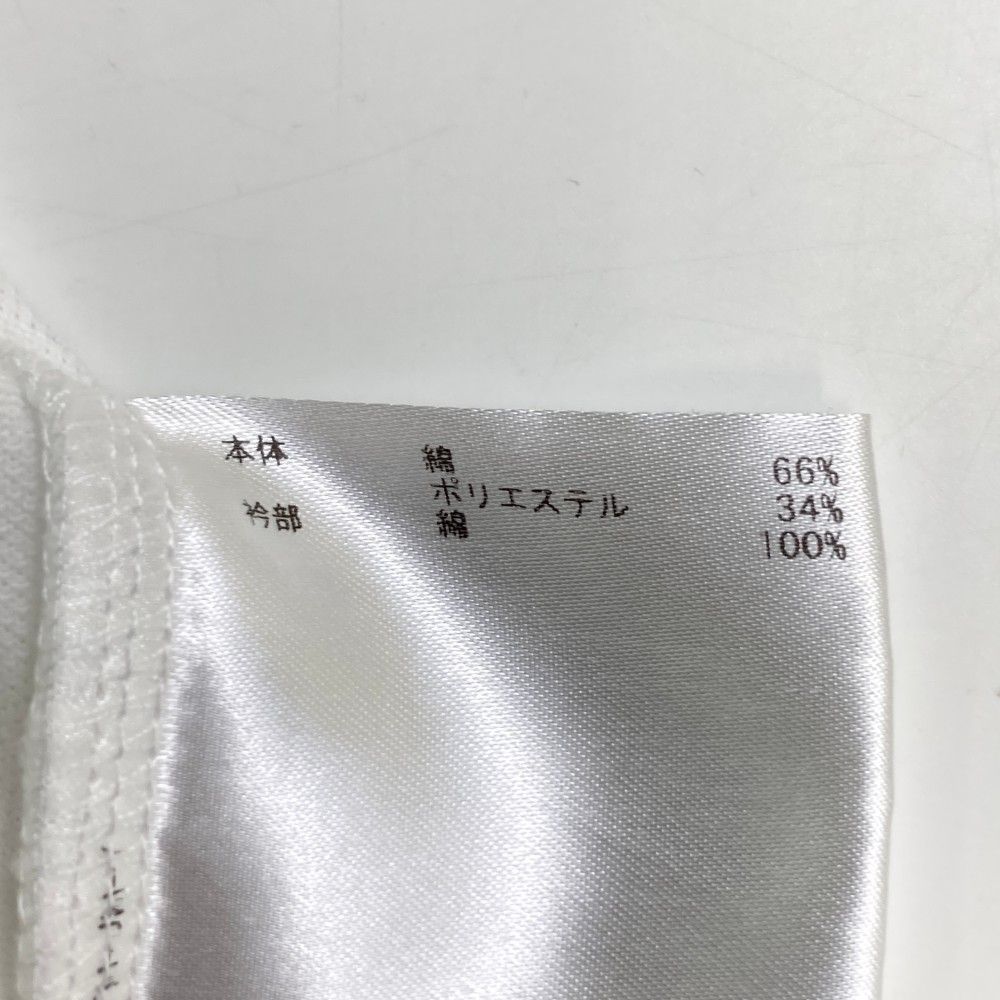 本体 綿 66%
ポリエステル 34%
衿部 綿 100%